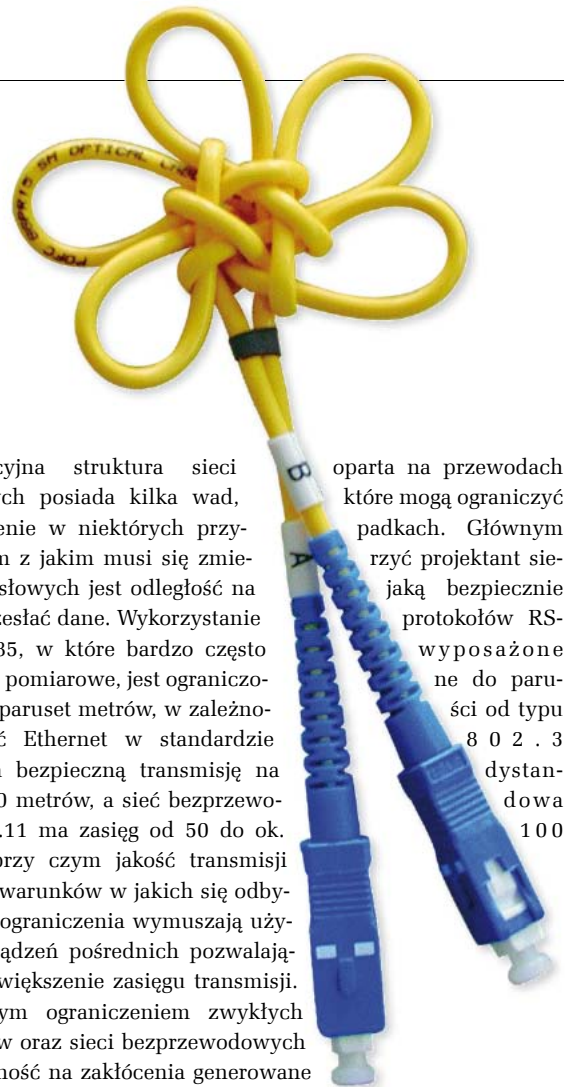 SM OPTICAL
B
A
cyjna struktura sieci oparta na przewodach
ch posiada kilka wad, które mogą ograniczyć
enie w niektórych przy- padkach. Głównym
m z jakim musi się zmie- rzyć projektant sie-
słowych jest odległość na jaką bezpiecznie
esłać dane. Wykorzystanie protokołów RS-
85, w które bardzo często wyposażone
pomiarowe, jest ograniczo- ne do paru-
paruset metrów, w zależno- ści od typu
ć Ethernet w standardzie 802.3
bezpieczną transmisję na dystan-
0 metrów, a sieć bezprzewo- dowa
.11 ma zasięg od 50 do ok. 100
przy czym jakość transmisji
warunków w jakich się odby-
ograniczenia wymuszają uży-
ądzeń pośrednich pozwalają-
większenie zasięgu transmisji.
ym ograniczeniem zwykłych
w oraz sieci bezprzewodowych
ność na zakłócenia generowane